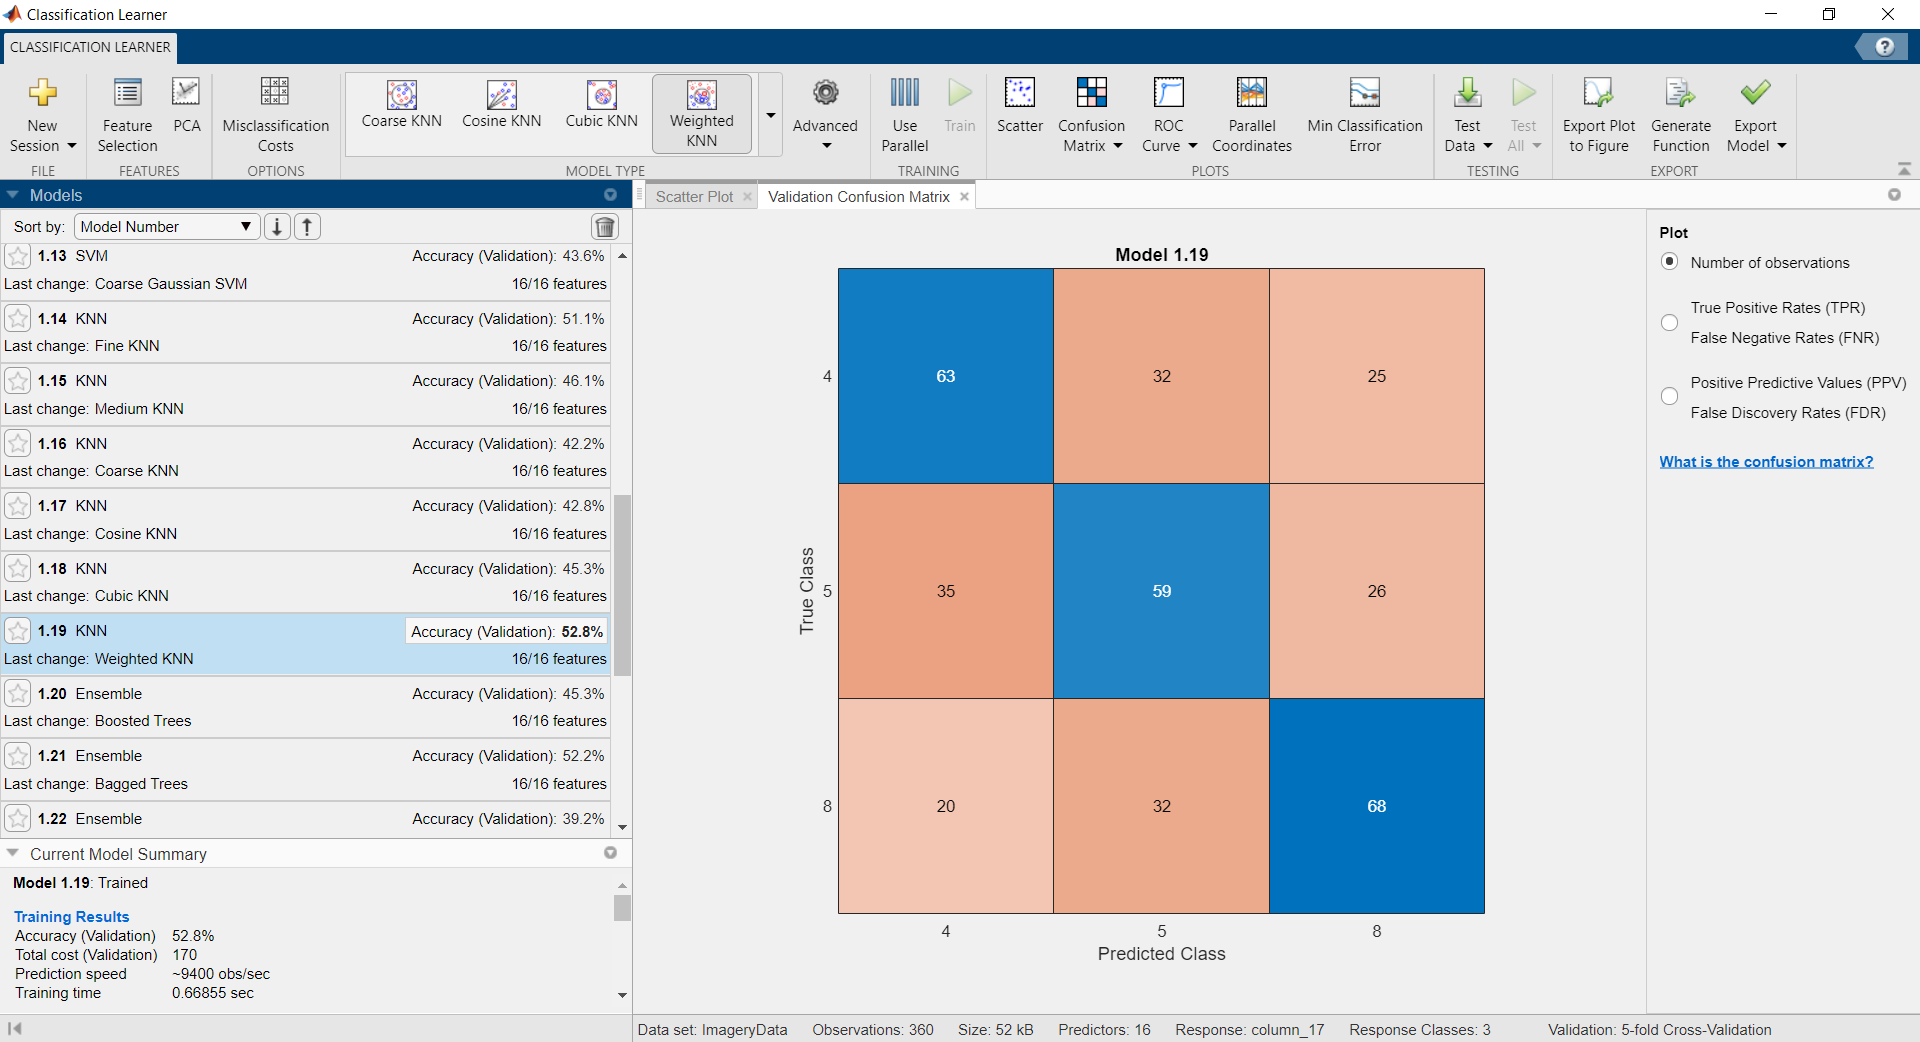 Classification Learner
CLASSIFICATION LEARNER
New Session
Feature Selection
PCA
Misclassification Costs
Coarse KNN
Cosine KNN
Cubic KNN
Weighted KNN
Advanced
Use Parallel
Train
Scatter
Confusion Matrix
ROC Curve
Parallel Coordinates
Min Classification Error
Test Data
Test All
Export Plot to Figure
Generate Function
Export Model
FILE
FEATURES
OPTIONS
MODEL TYPE
TRAINING
PLOTS
TESTING
EXPORT
Models
Sort by: Model Number
1.13 SVM Accuracy (Validation): 43.6%
Last change: Coarse Gaussian SVM 16/16 features
1.14 KNN Accuracy (Validation): 51.1%
Last change: Fine KNN 16/16 features
1.15 KNN Accuracy (Validation): 46.1%
Last change: Medium KNN 16/16 features
1.16 KNN Accuracy (Validation): 42.2%
Last change: Coarse KNN 16/16 features
1.17 KNN Accuracy (Validation): 42.8%
Last change: Cosine KNN 16/16 features
1.18 KNN Accuracy (Validation): 45.3%
Last change: Cubic KNN 16/16 features
1.19 KNN Accuracy (Validation): 52.8%
Last change: Weighted KNN 16/16 features
1.20 Ensemble Accuracy (Validation): 45.3%
Last change: Boosted Trees 16/16 features
1.21 Ensemble Accuracy (Validation): 52.2%
Last change: Bagged Trees 16/16 features
1.22 Ensemble Accuracy (Validation): 39.2%
Current Model Summary
Model 1.19: Trained
Training Results
Accuracy (Validation) 52.8%
Total cost (Validation) 170
Prediction speed ~9400 obs/sec
Training time 0.66855 sec
Scatter Plot
Validation Confusion Matrix
Model 1.19
True Class
4 63 32 25
5 35 59 26
8 20 32 68
4 5 8
Predicted Class
Plot
Number of observations
True Positive Rates (TPR)
False Negative Rates (FNR)
Positive Predictive Values (PPV)
False Discovery Rates (FDR)
What is the confusion matrix?
Data set: ImageryData Observations: 360 Size: 52 kB Predictors: 16 Response: column_17 Response Classes: 3 Validation: 5-fold Cross-Validation